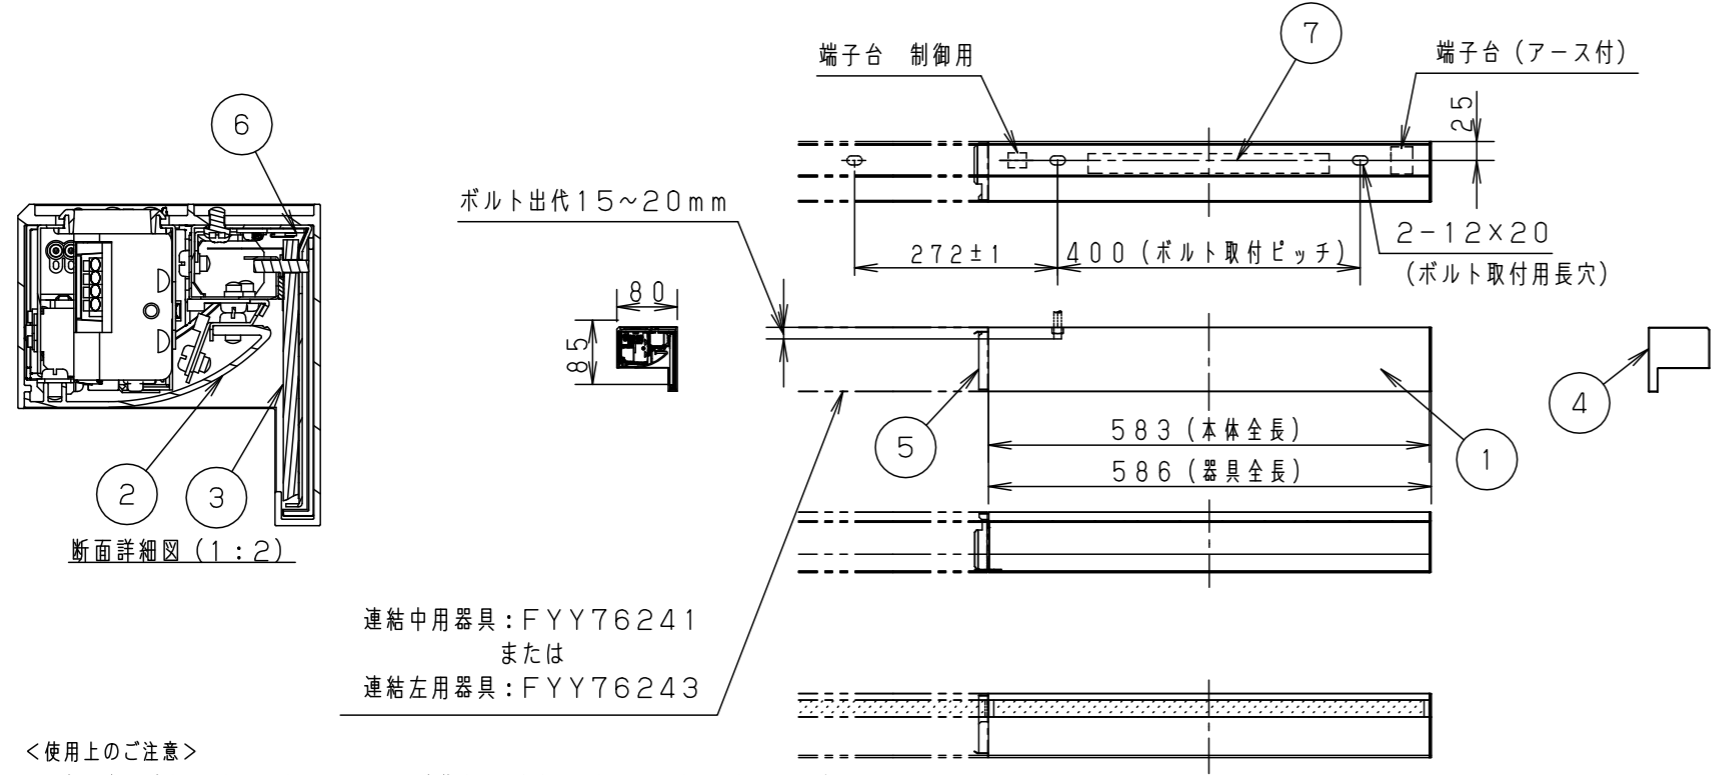 端子台 制御用
7
端子台(アース付)
25
6
ボルト出代15~20mm
272±1
400(ボルト取付ピッチ)
2-12×20
(ボルト取付用長穴)
80
85
5
583(本体全長)
586(器具全長)
1
4
2
3
断面詳細図(1:2)
連結中用器具:FYY76241
または
連結左用器具:FYY76243
<使用上のご注意>